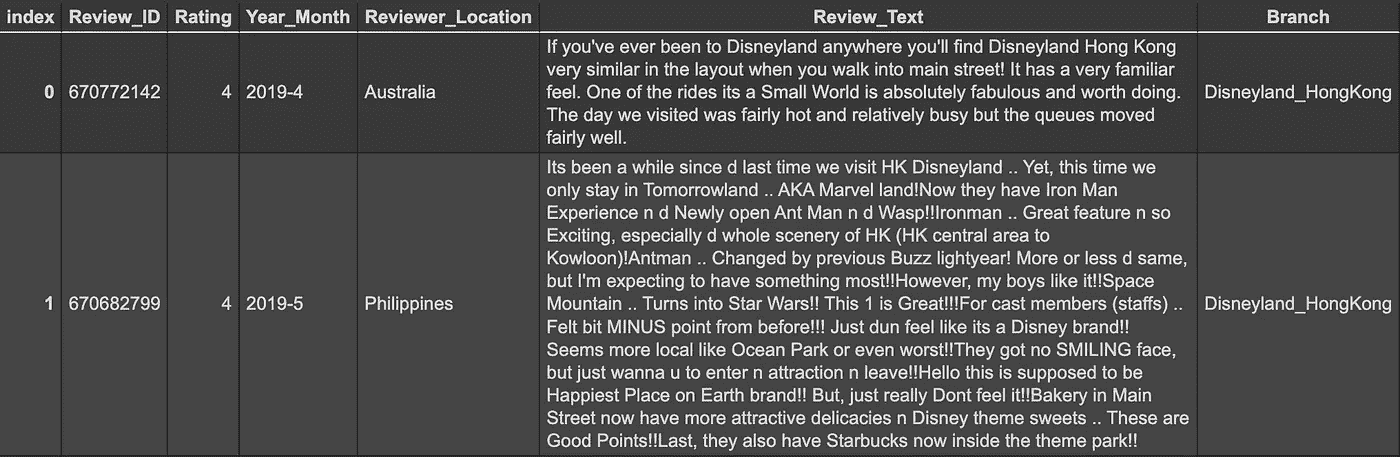 index Review_ID Rating Year_Month Reviewer_Location Review_Text Branch
If you've ever been to Disneyland anywhere you'll find Disneyland Hong Kong
very similar in the layout when you walk into main street! It has a very familiar
0 670772142 4 2019-4 Australia feel. One of the rides its a Small World is absolutely fabulous and worth doing. Disneyland_HongKong
The day we visited was fairly hot and relatively busy but the queues moved
fairly well.
Its been a while since d last time we visit HK Disneyland .. Yet, this time we
only stay in Tomorrowland .. AKA Marvel land!Now they have Iron Man
Experience n d Newly open Ant Man n d Wasp!!Ironman .. Great feature n so
Exciting, especially d whole scenery of HK (HK central area to
Kowloon)!Antman .. Changed by previous Buzz lightyear! More or less d same,
but I'm expecting to have something most!!However, my boys like it!!Space
1 670682799 4 2019-5 Philippines Mountain .. Turns into Star Wars!! This 1 is Great!!!For cast members (staffs) .. Disneyland_HongKong
Felt bit MINUS point from before!!! Just dun feel like its a Disney brand!!
Seems more local like Ocean Park or even worst!!They got no SMILING face,
but just wanna u to enter n attraction n leave!!Hello this is supposed to be
Happiest Place on Earth brand!! But, just really Dont feel it!!Bakery in Main
Street now have more attractive delicacies n Disney theme sweets .. These are
Good Points!!Last, they also have Starbucks now inside the theme park!!